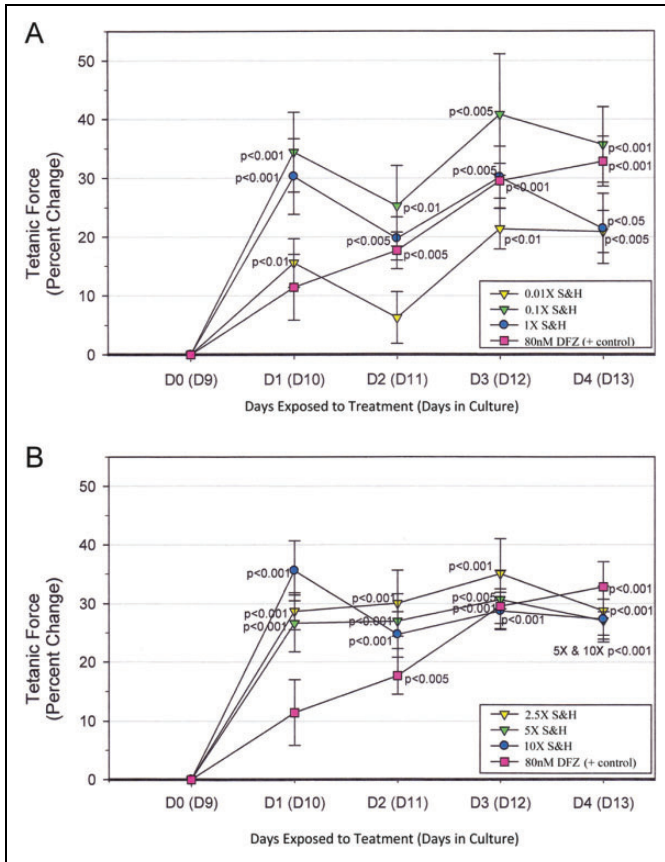 A
Tetanic Force
(Percent Change)
50
40
30
20
10
0
p<0.001
p<0.001
p<0.01
p<0.01
p<0.005
p<0.005
p<0.005
p<0.005
p<0.001
p<0.01
p<0.001
p<0.001
p<0.05
p<0.005
0.01X S&H
0.1X S&H
1X S&H
80nM DFZ (+ control)
D0 (D9) D1 (D10) D2 (D11) D3 (D12) D4 (D13)
Days Exposed to Treatment (Days in Culture)
B
Tetanic Force
(Percent Change)
50
40
30
20
10
0
p<0.001
p<0.001
p<0.001
p<0.001
p<0.001
p<0.001
p<0.005
p<0.001
p<0.005
p<0.001
p<0.001
p<0.001
p<0.001
5X & 10X p<0.001
2.5X S&H
5X S&H
10X S&H
80nM DFZ (+ control)
D0 (D9) D1 (D10) D2 (D11) D3 (D12) D4 (D13)
Days Exposed to Treatment (Days in Culture)